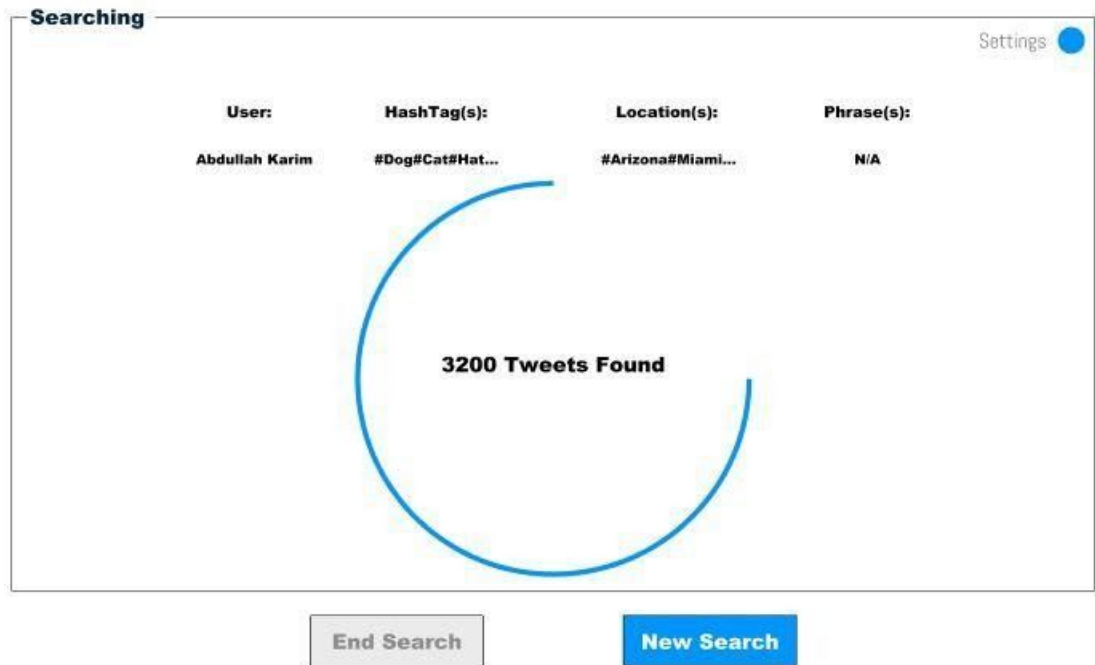 Searching
Settings
User: HashTag(s): Location(s): Phrase(s):
Abdullah Karim #Dog#Cat#Hat... #Arizona#Miami... N/A
3200 Tweets Found
End Search New Search